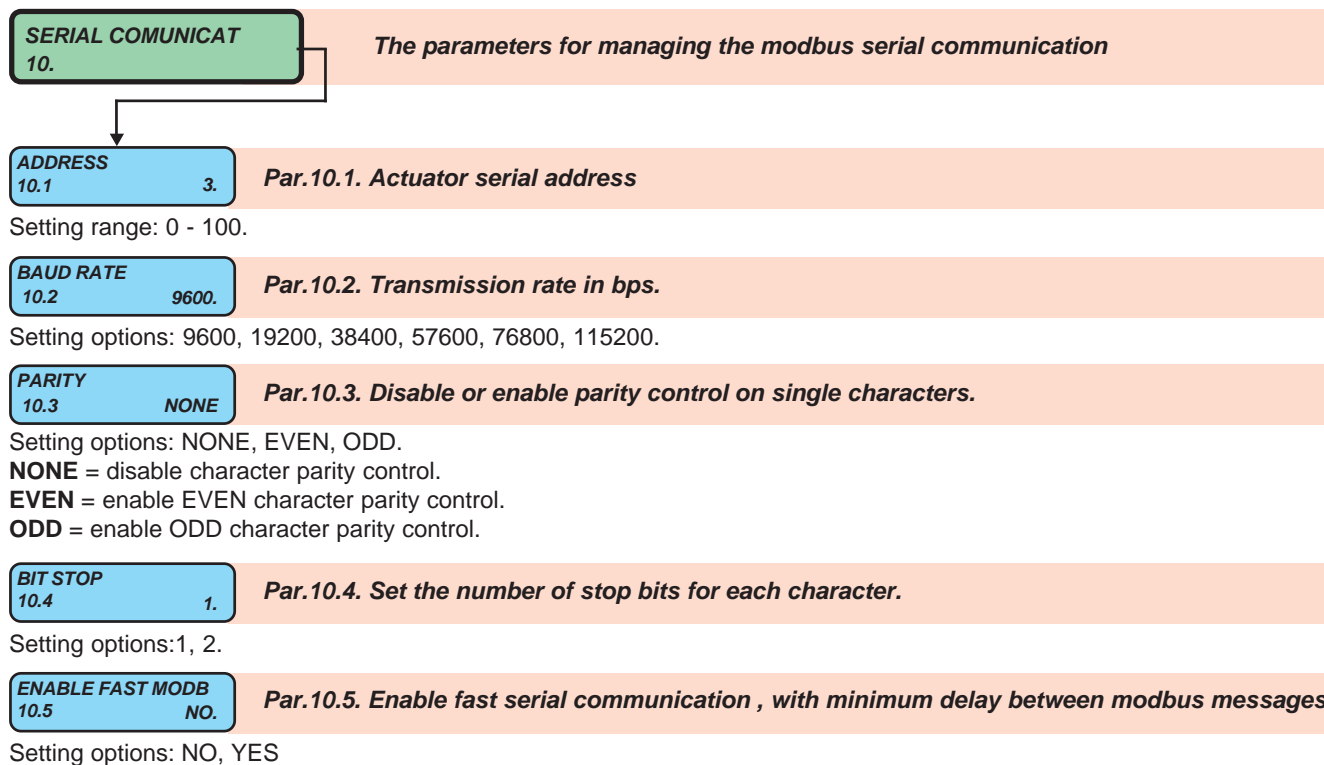 SERIAL COMUNICAT
10.
The parameters for managing the modbus serial communication
ADDRESS
10.1 3.
Par.10.1. Actuator serial address
Setting range: 0 - 100.
BAUD RATE
10.2 9600.
Par.10.2. Transmission rate in bps.
Setting options: 9600, 19200, 38400, 57600, 76800, 115200.
PARITY
10.3 NONE
Par.10.3. Disable or enable parity control on single characters.
Setting options: NONE, EVEN, ODD.
NONE = disable character parity control.
EVEN = enable EVEN character parity control.
ODD = enable ODD character parity control.
BIT STOP
10.4 1.
Par.10.4. Set the number of stop bits for each character.
Setting options:1, 2.
ENABLE FAST MODB
10.5 NO.
Par.10.5. Enable fast serial communication , with minimum delay between modbus messages
Setting options: NO, YES